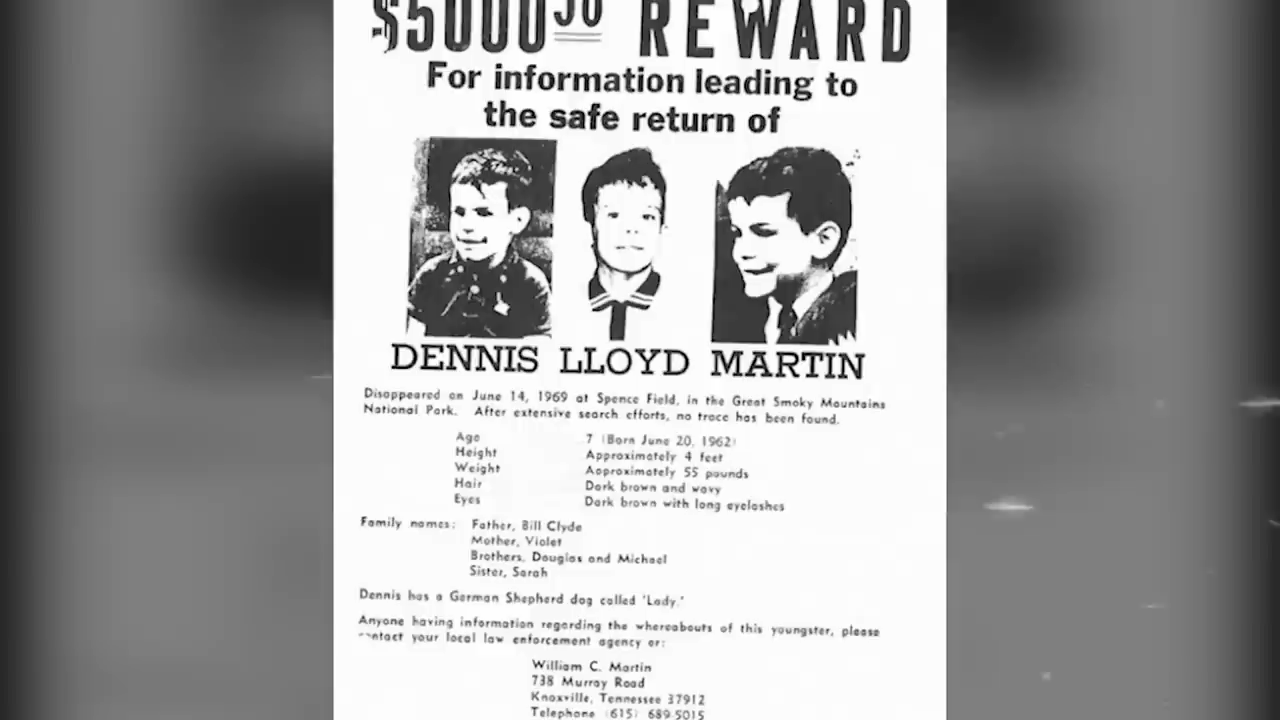 $5000 REWARD
For information leading to
the safe return of
DENNIS LLOYD MARTIN
Disappeared on June 14, 1969 at Spence Field, in the Great Smoky Mountains
National Park. After extensive search efforts, no trace has been found.
Age 7 (Born June 20, 1962)
Height Approximately 4 feet
Weight Approximately 55 pounds
Hair Dark brown and wavy
Eyes Dark brown with long eyelashes
Family names: Father, Bill Clyde
Mother, Violet
Brothers, Douglas and Michael
Sister, Sarah
Dennis has a German Shepherd dog called 'Lady.'
Anyone having information regarding the whereabouts of this youngster, please
contact your local law enforcement agency or:
William C. Martin
738 Murray Road
Knoxville, Tennessee 37912
Telephone (615) 689-5015